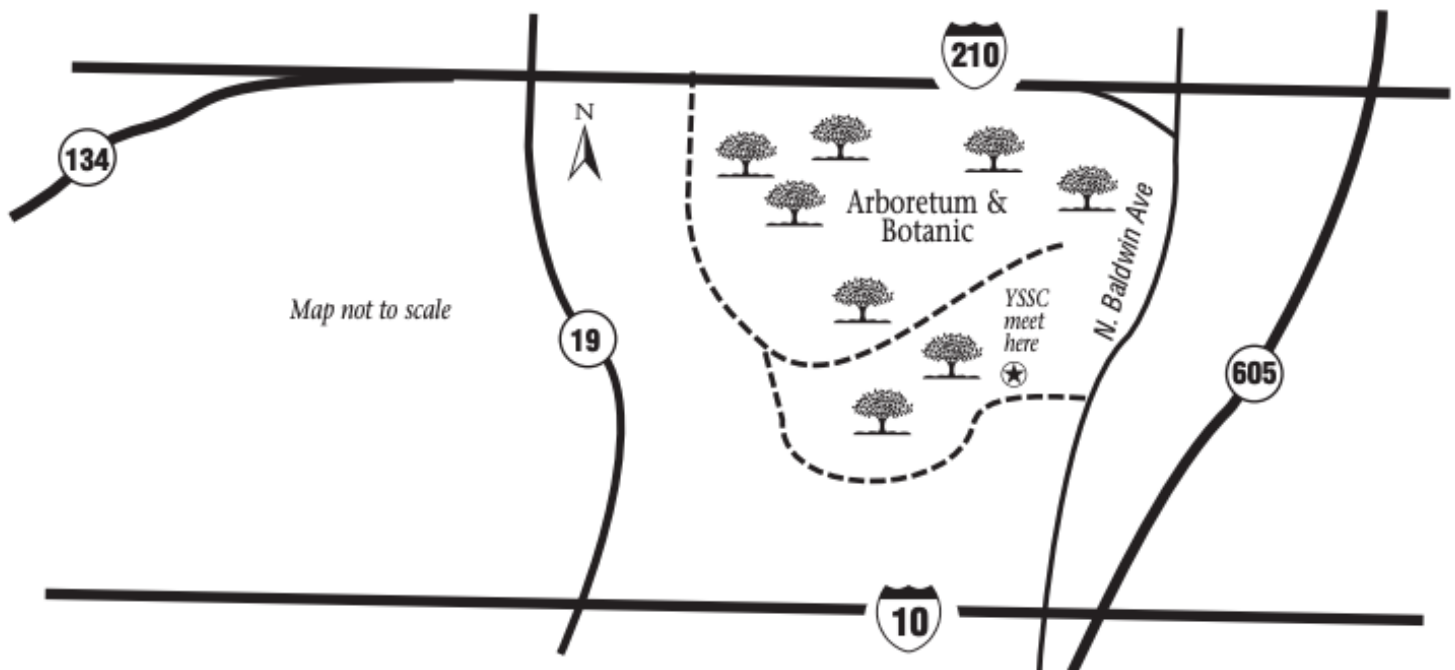 210
N
134
Arboretum &
Botanic
N. Baldwin Ave
Map not to scale
YSSC
meet
here
19
605
10